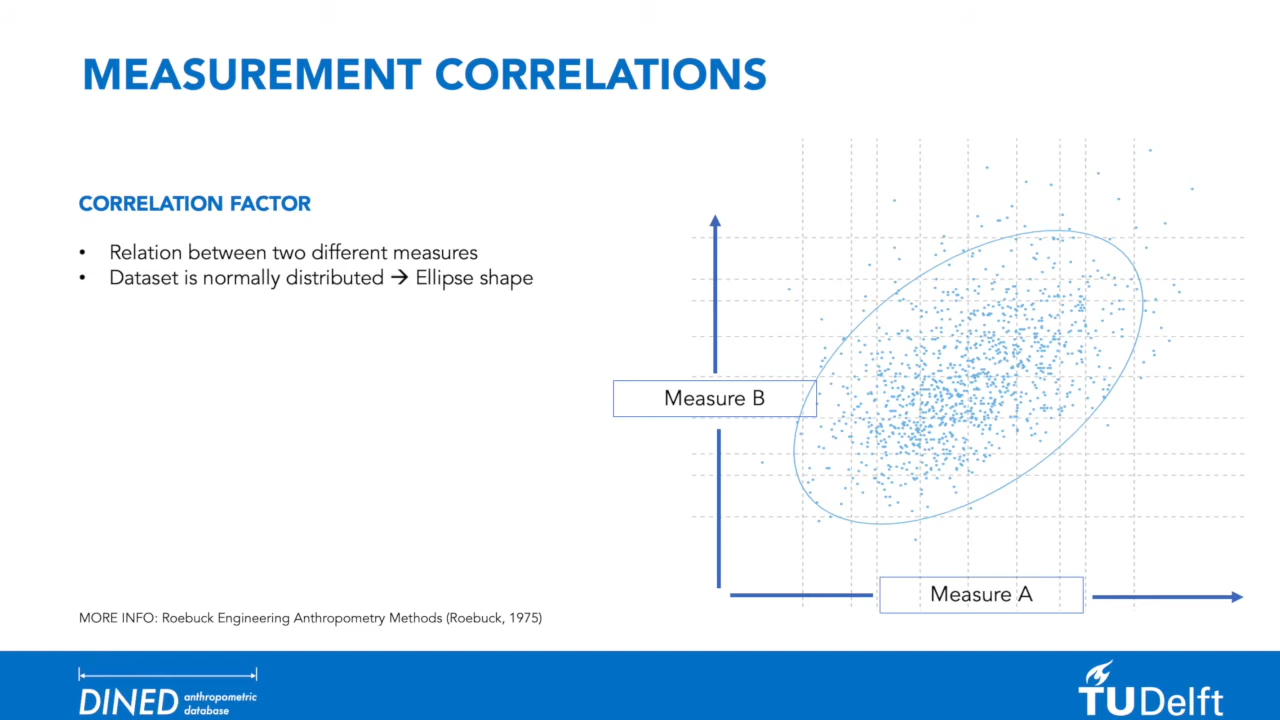 MEASUREMENT CORRELATIONS
CORRELATION FACTOR
• Relation between two different measures
• Dataset is normally distributed → Ellipse shape
Measure B
Measure A
MORE INFO: Roebuck Engineering Anthropometry Methods (Roebuck, 1975)
DINED anthropometric
database
TUDelft